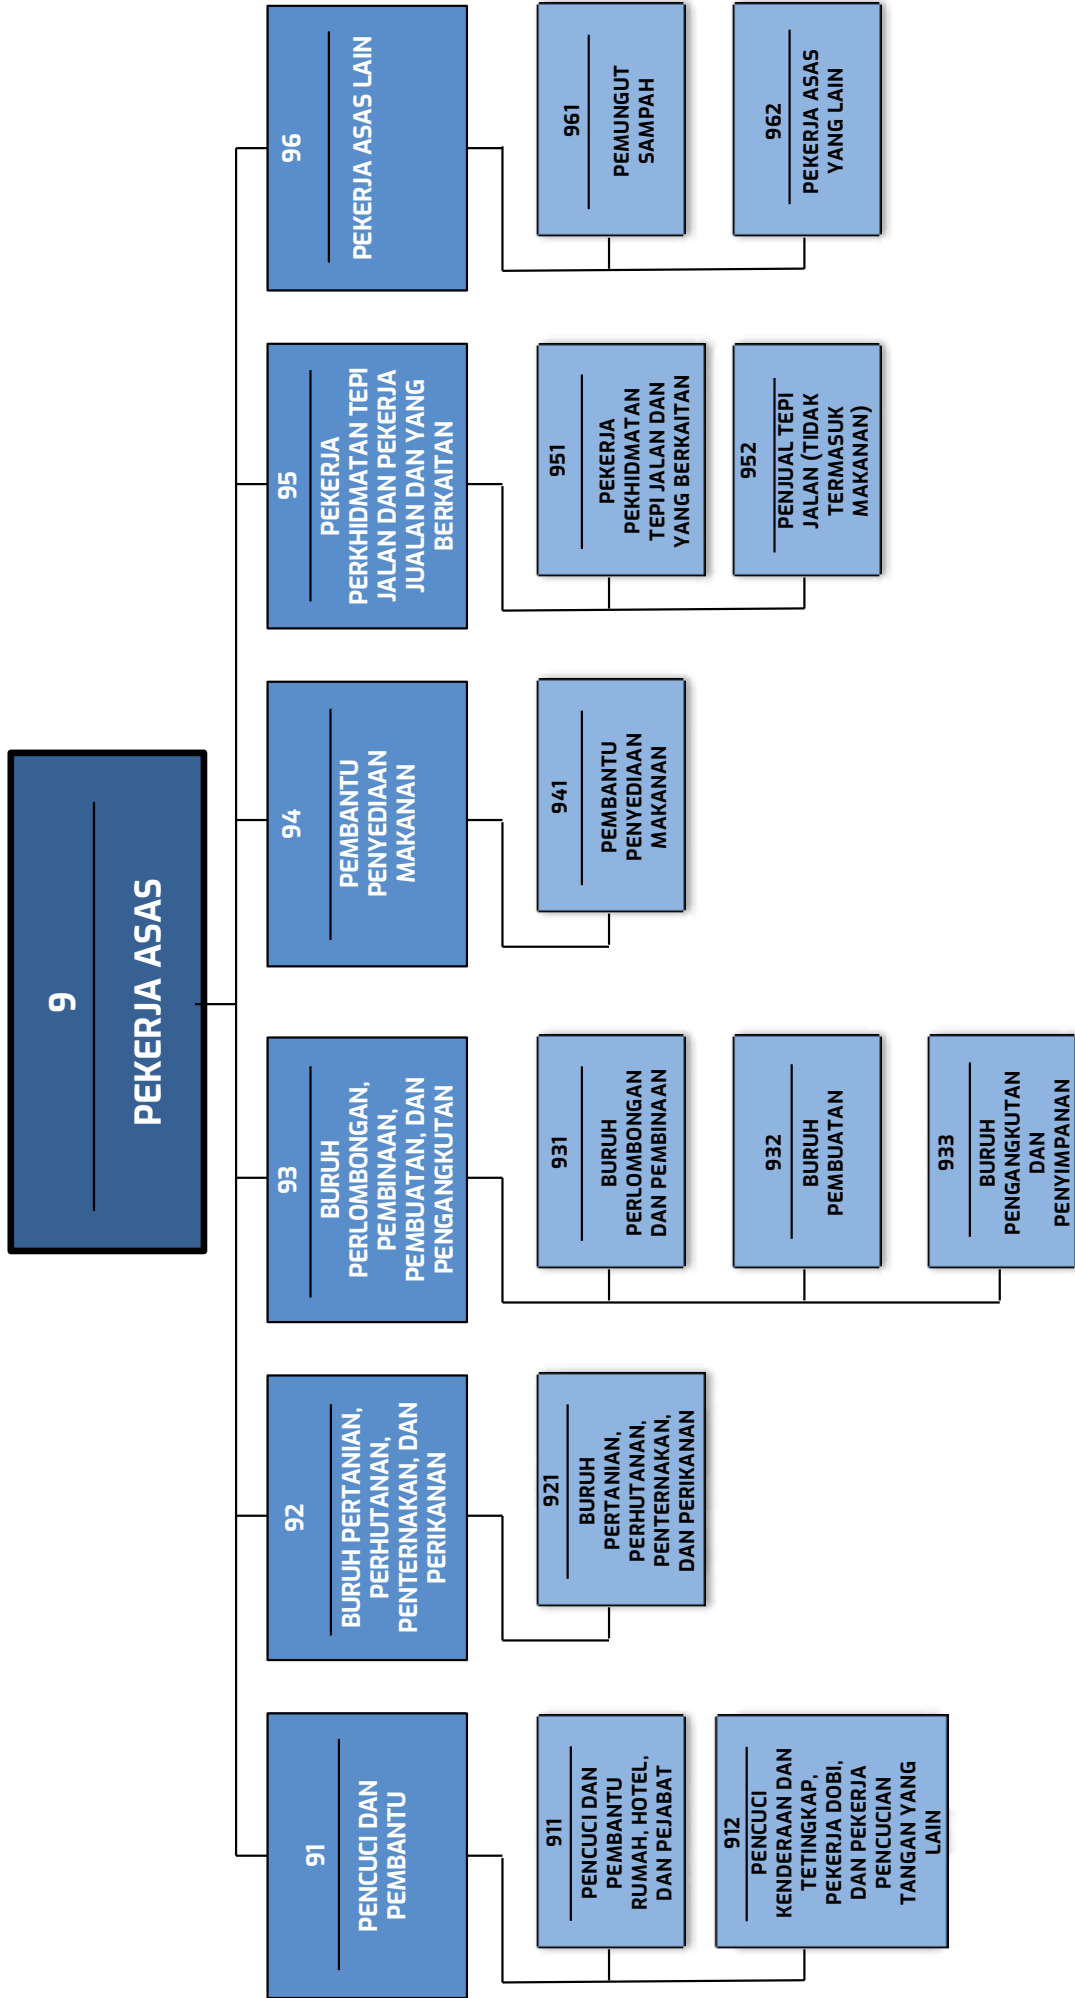 9
PEKERJA ASAS
91
PENCUCI DAN
PEMBANTU
92
BURUH PERTANIAN,
PERHUTANAN,
PENTERNAKAN, DAN
PERIKANAN
93
BURUH
PERLOMBONGAN,
PEMBINAAN,
PEMBUATAN, DAN
PENGANGKUTAN
94
PEMBANTU
PENYEDIAAN
MAKANAN
95
PEKERJA
PERKHIDMATAN TEPI
JALAN DAN PEKERJA
JUALAN DAN YANG
BERKAITAN
96
PEKERJA ASAS LAIN
911
PENCUCI DAN
PEMBANTU
RUMAH, HOTEL,
DAN PEJABAT
912
PENCUCI
KENDERAAN DAN
TETINGKAP,
PEKERJA DOBI,
DAN PEKERJA
PENCUCIAN
TANGAN YANG
LAIN
921
BURUH
PERTANIAN,
PERHUTANAN,
PENTERNAKAN,
DAN PERIKANAN
931
BURUH
PERLOMBONGAN
DAN PEMBINAAN
932
BURUH
PEMBUATAN
933
BURUH
PENGANGKUTAN
DAN
PENYIMPANAN
941
PEMBANTU
PENYEDIAAN
MAKANAN
951
PEKERJA
PEKHIDMATAN
TEPI JALAN DAN
YANG BERKAITAN
952
PENJUAL TEPI
JALAN (TIDAK
TERMASUK
MAKANAN)
961
PEMUNGUT
SAMPAH
962
PEKERJA ASAS
YANG LAIN